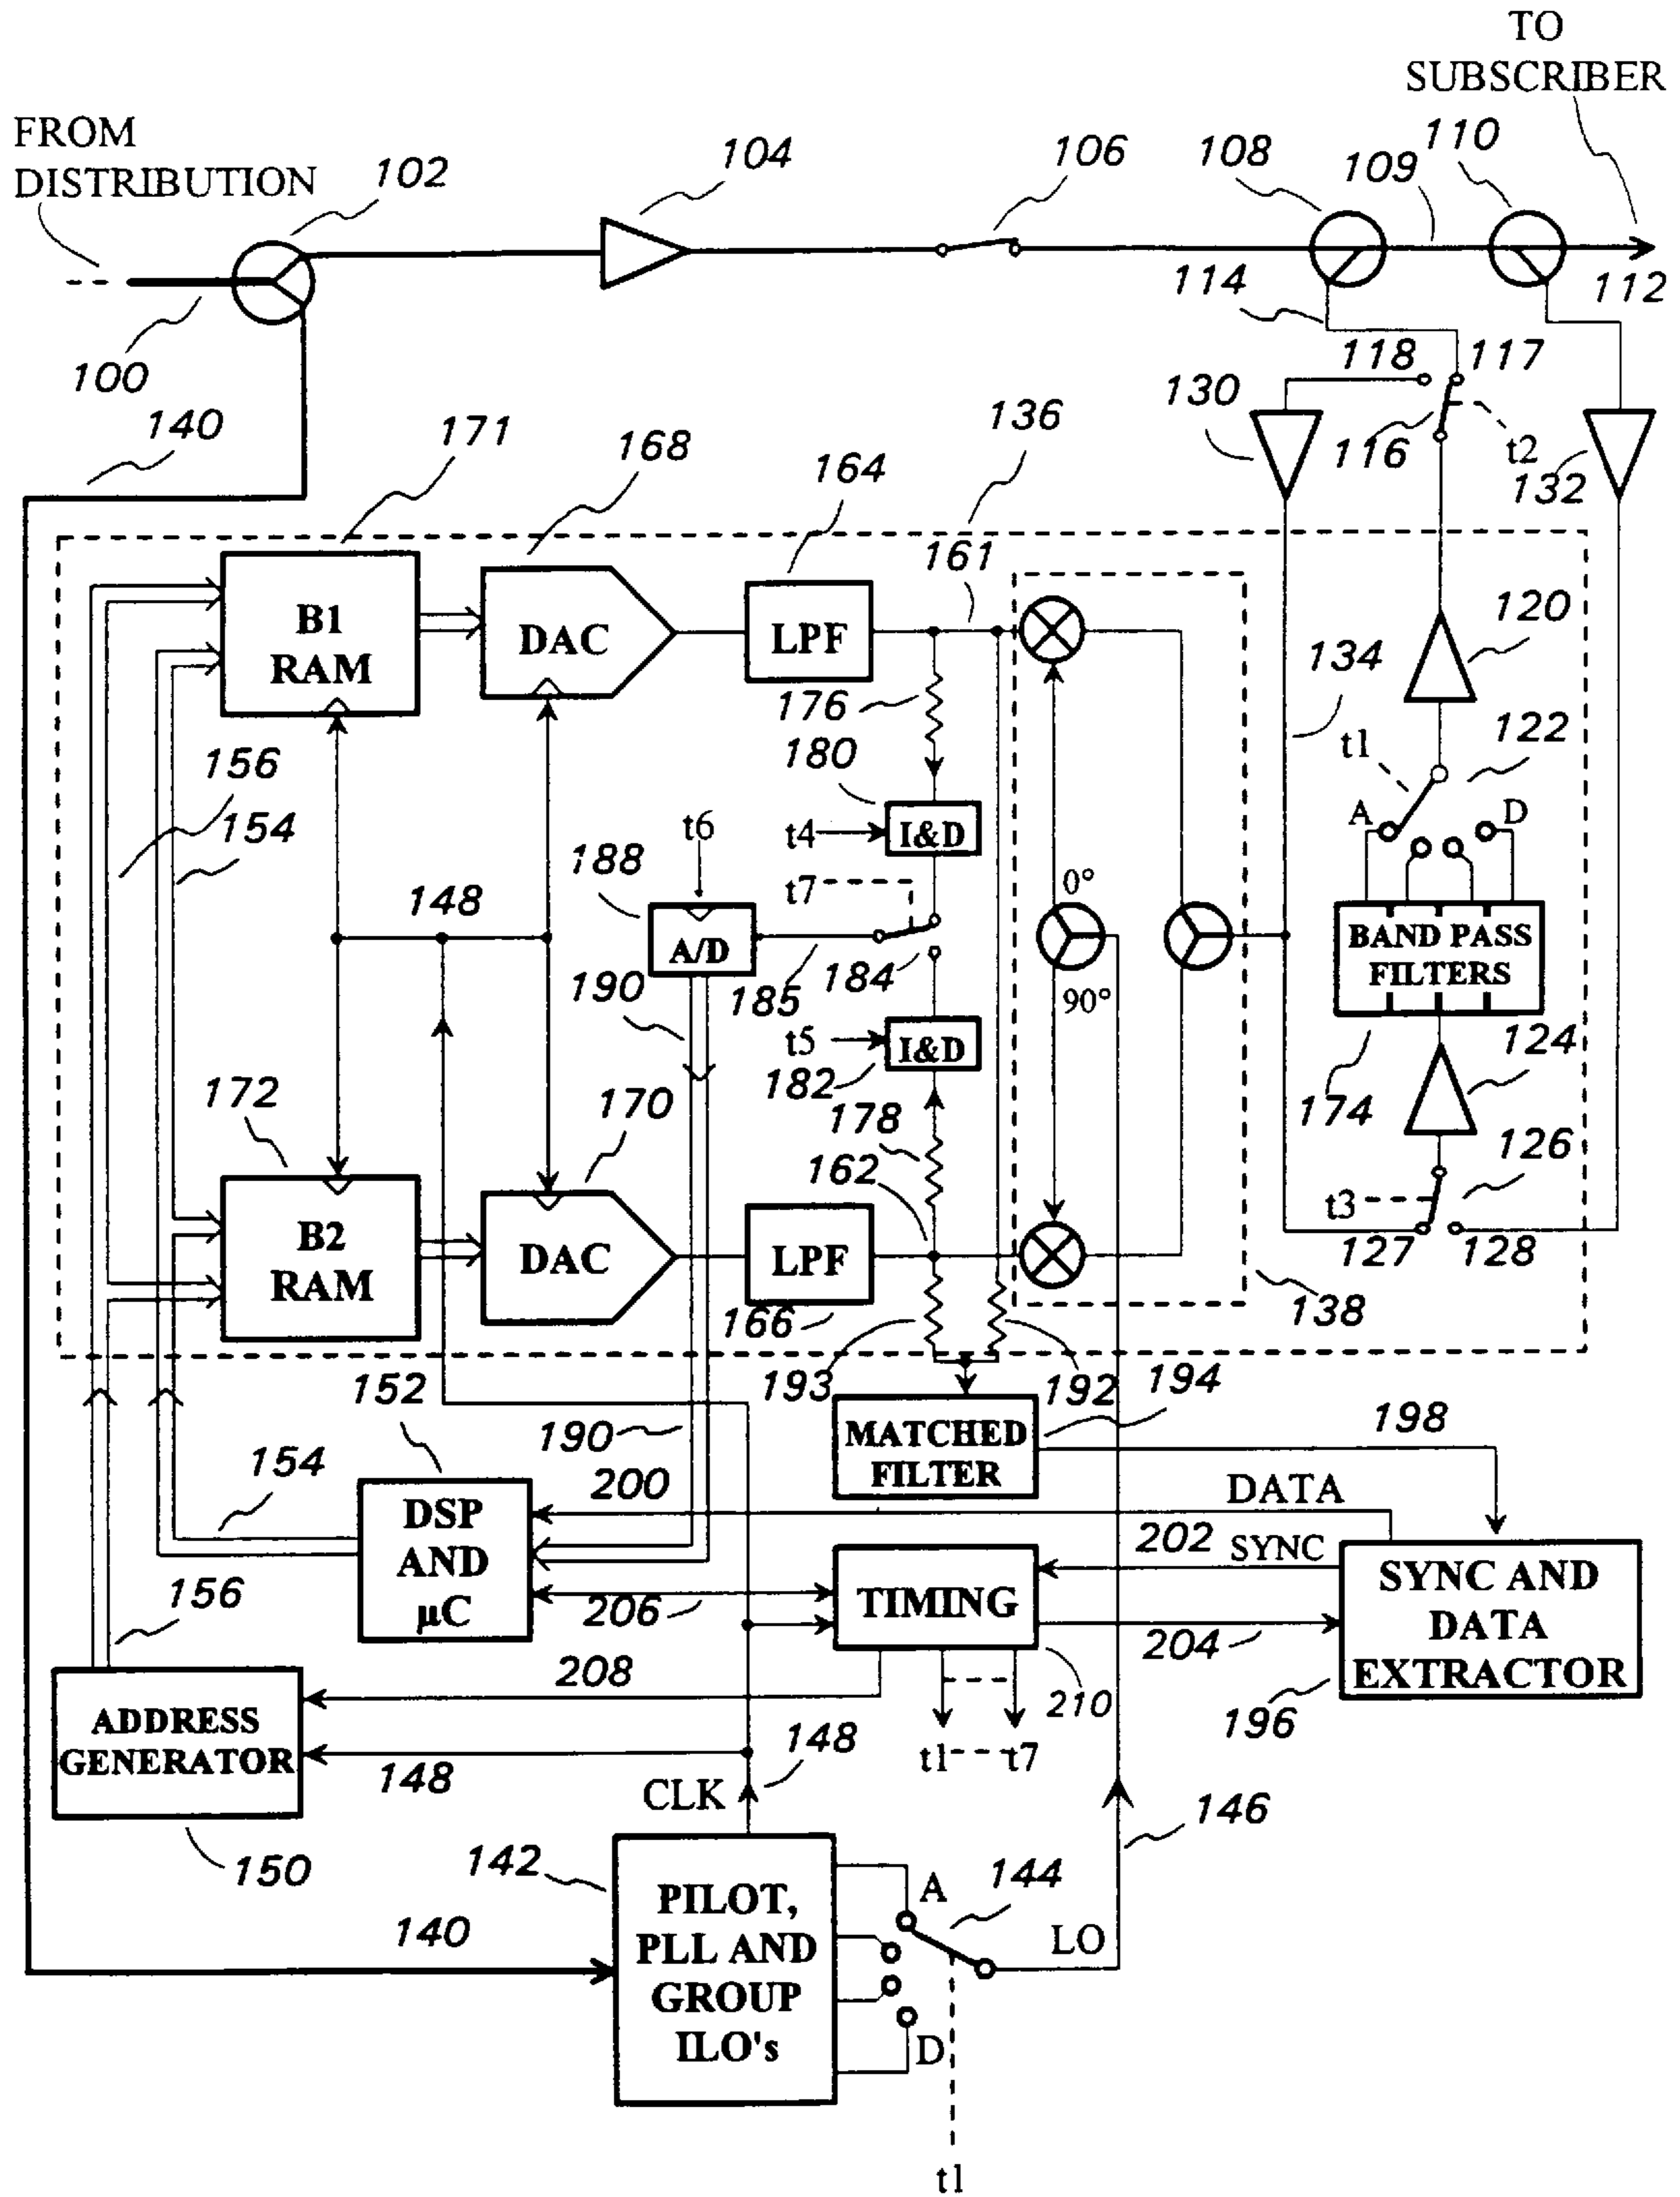 TO
SUBSCRIBER
FROM
DISTRIBUTION
102
104
106
108
109
110
112
114
100
118
117
130
116
t2
132
140
171
168
164
136
161
B1
RAM
DAC
LPF
134
120
176
122
t1
156
154
180
t6
t4
I&D
A
D
188
t7
0°
148
A/D
BAND PASS
FILTERS
190
185
184
90°
t5
I&D
124
182
174
172
170
178
126
162
t3
B2
RAM
DAC
LPF
127
128
166
138
152
193
192
194
190
MATCHED
FILTER
198
154
200
DATA
DSP
AND
µC
202
SYNC
TIMING
SYNC AND
DATA
EXTRACTOR
156
206
204
208
210
196
ADDRESS
GENERATOR
148
148
t1
t7
CLK
146
150
142
144
A
PILOT,
PLL AND
GROUP
ILO's
140
LO
D
t1